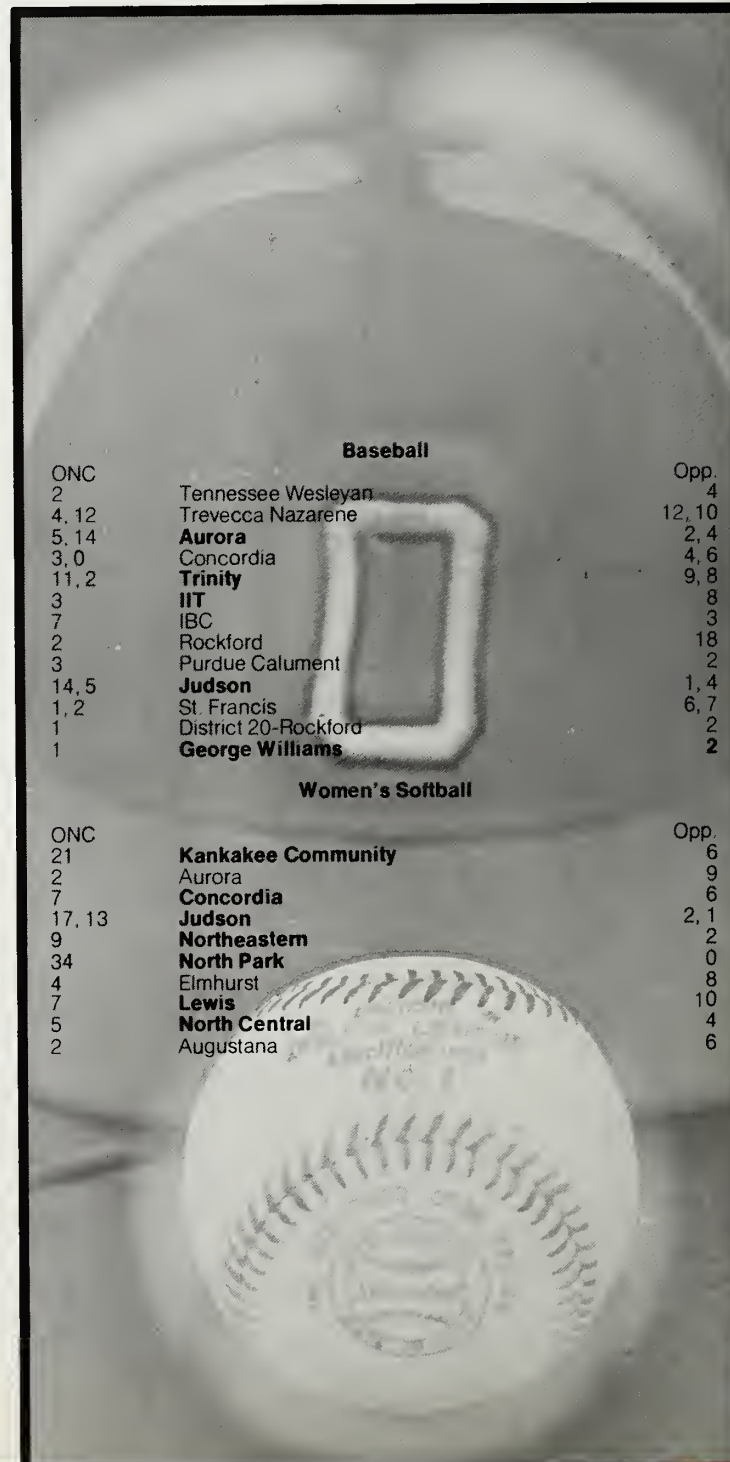 Baseball
ONC Opp.
2 Tennessee Wesleyan 4
4, 12 Trevecca Nazarene 12, 10
5, 14 Aurora 2, 4
3, 0 Concordia 4, 6
11, 2 Trinity 9, 8
3 IIT 8
7 IBC 3
2 Rockford 18
3 Purdue Calument 2
14, 5 Judson 1, 4
1, 2 St. Francis 6, 7
1 District 20-Rockford 2
1 George Williams 2
Women's Softball
ONC Opp.
21 Kankakee Community 6
2 Aurora 9
7 Concordia 6
17, 13 Judson 2, 1
9 Northeastern 2
34 North Park 0
4 Elmhurst 8
7 Lewis 10
5 North Central 4
2 Augustana 6